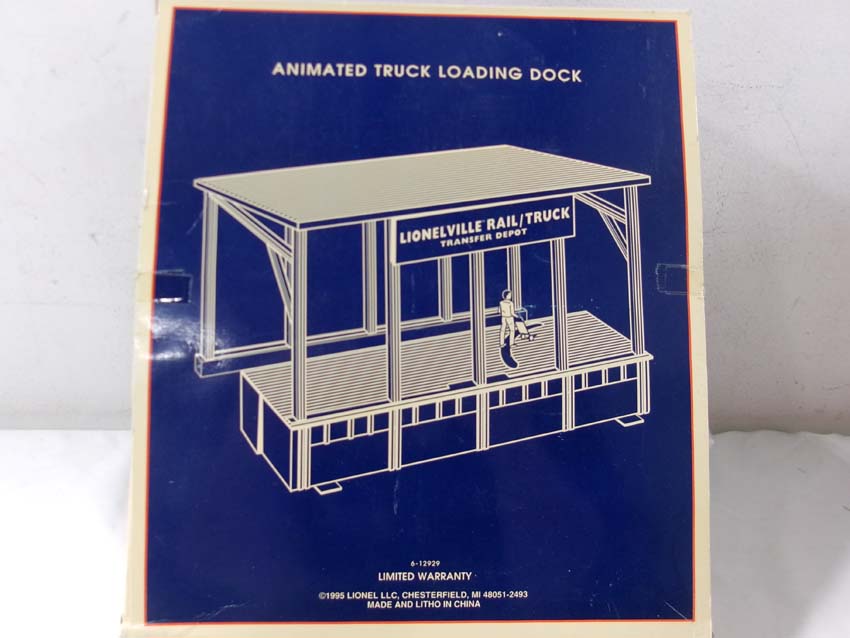 ANIMATED TRUCK LOADING DOCK
LIONELVILLE™ RAIL/TRUCK
TRANSFER DEPOT
6-12929
LIMITED WARRANTY
©1995 LIONEL LLC, CHESTERFIELD, MI 48051-2493
MADE AND LITHO IN CHINA